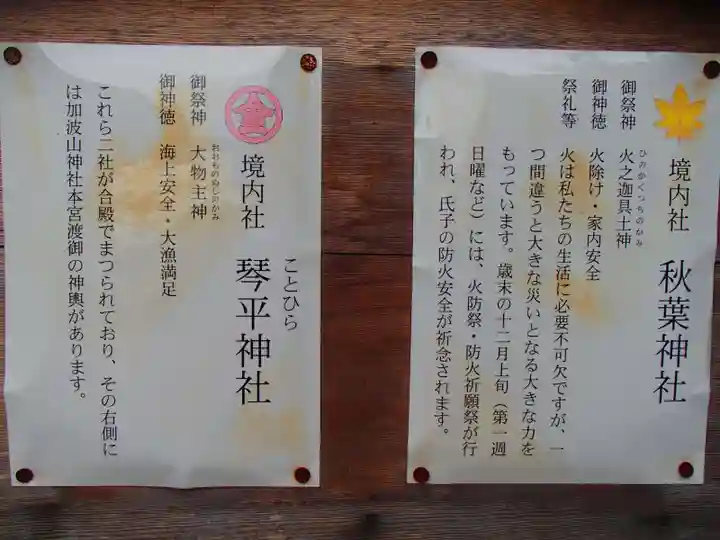 境内社 秋葉神社
御祭神 火之迦具土神
ひのかぐつちのかみ
御神徳 火除け・家内安全
祭礼等 火は私たちの生活に必要不可欠ですが、一
つ間違うと大きな災いとなる大きな力を
もっています。歳末の十二月上旬（第一週
日曜など）には、火防祭・防火祈願祭が行
われ、氏子の防火安全が祈念されます。
ことひら
境内社 琴平神社
御祭神 大物主神
おおものぬしのかみ
御神徳 海上安全・大漁満足
これら二社が合殿でまつられており、その右側に
は加波山神社本宮渡御の神輿があります。